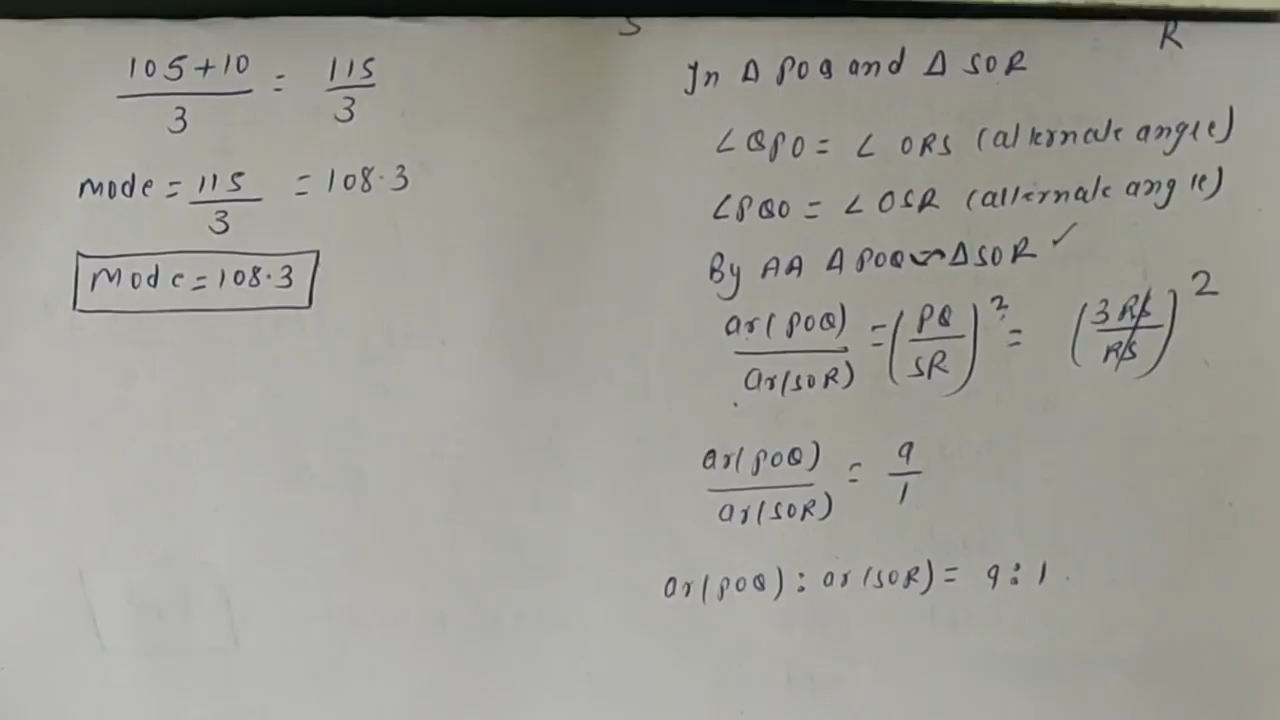 105+10/3 = 115/3
mode = 115/3 = 108.3
Mode = 108.3
S R
In Δ POQ and Δ SOR
∠QPO = ∠ ORS (alternate angle)
∠PQO = ∠ OSR (alternate angle)
By AA Δ POQ ~ ΔSOR ✓
ar(POQ)/ar(SOR) = (PQ/SR)² = (3RS/RS)²
ar(POQ)/ar(SOR) = 9/1
ar(POQ) : ar(SOR) = 9:1